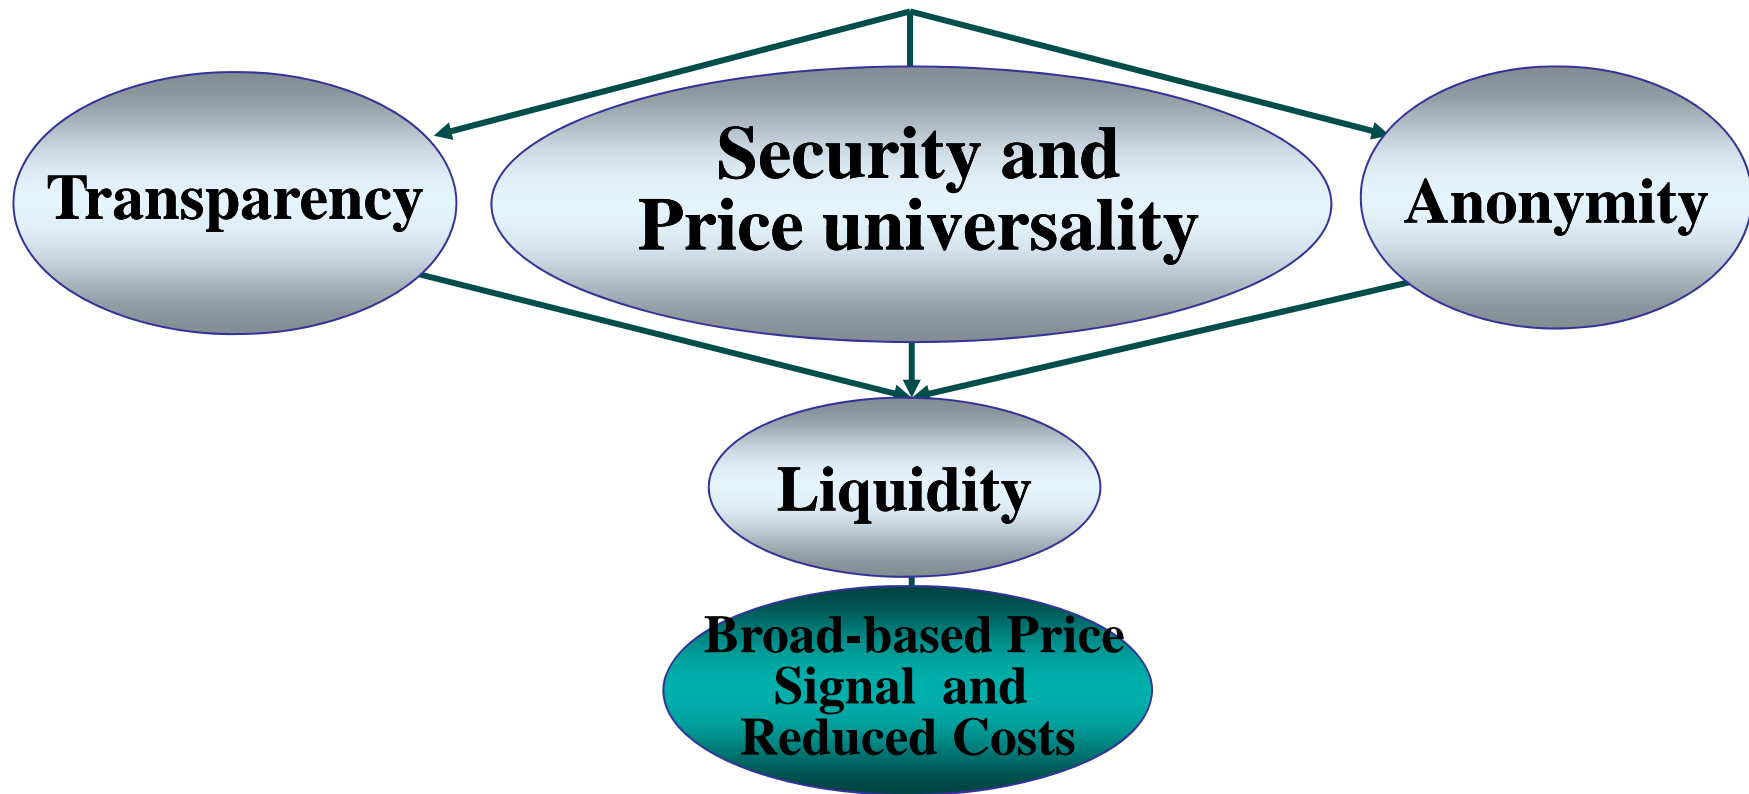 Transparency
Security and
Price universality
Anonymity
Liquidity
Broad-based Price
Signal and
Reduced Costs